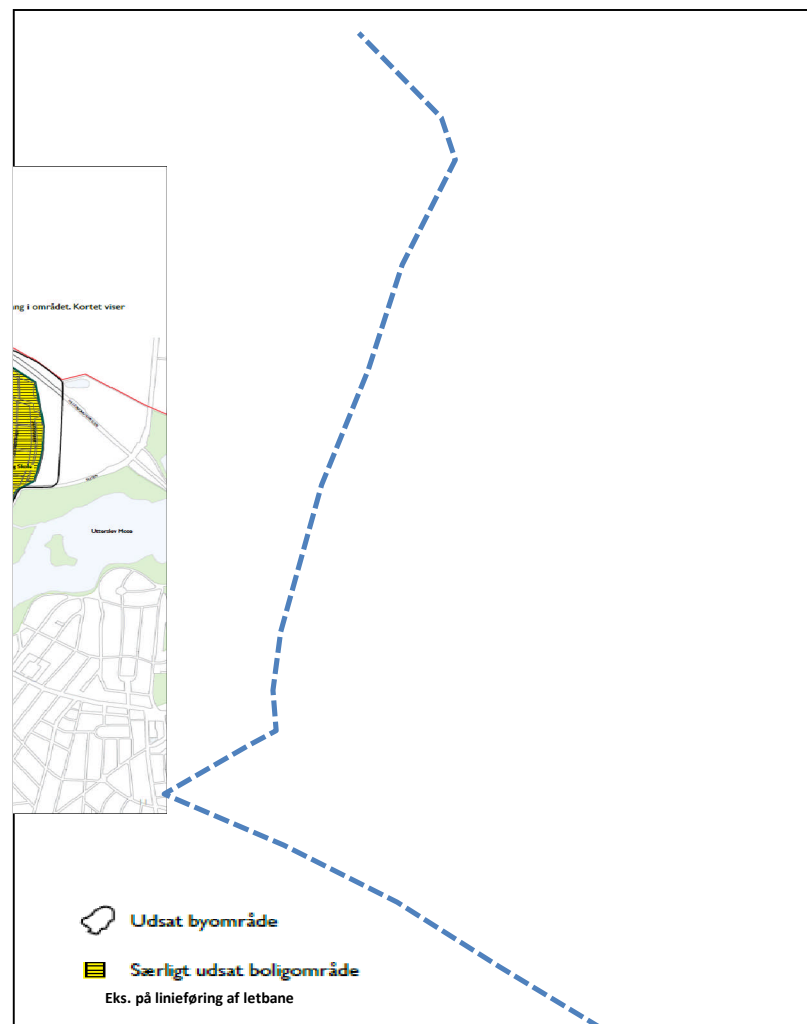 ng i området. Kortet viser
Utterslev Mose
Udsat byområde
Særligt udsat boligområde
Eks. på linieføring af letbane